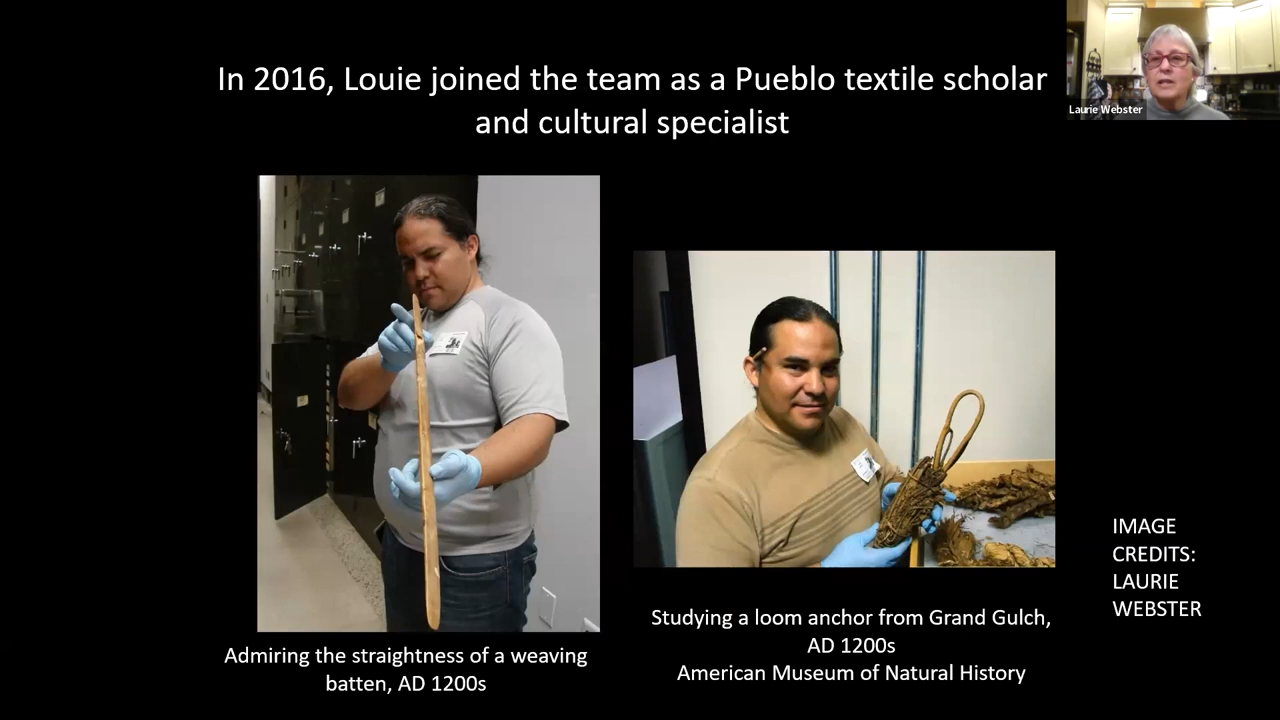 In 2016, Louie joined the team as a Pueblo textile scholar
and cultural specialist
Laurie Webster
Admiring the straightness of a weaving
batten, AD 1200s
Studying a loom anchor from Grand Gulch,
AD 1200s
American Museum of Natural History
IMAGE
CREDITS:
LAURIE
WEBSTER